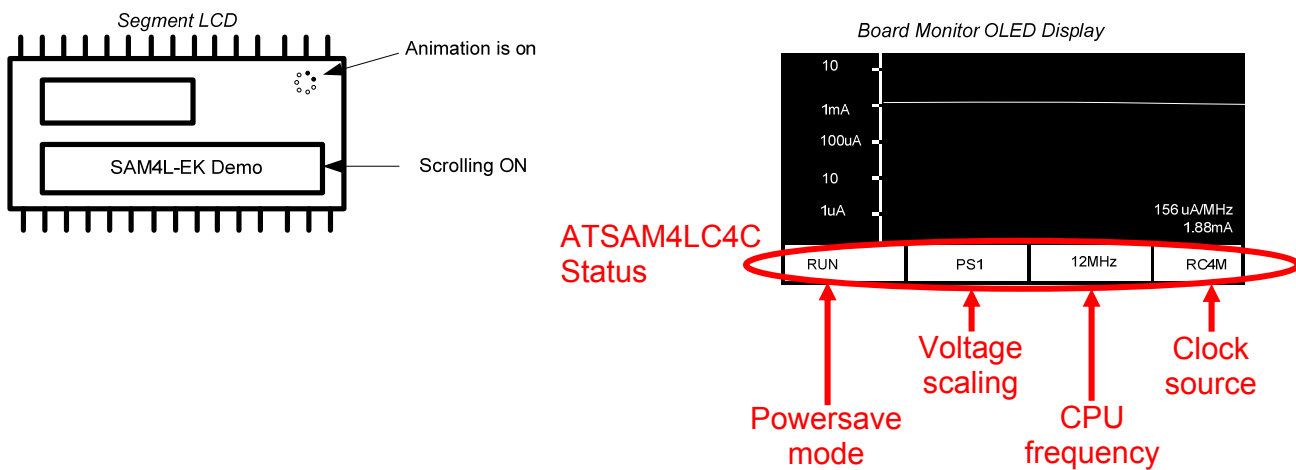 Segment LCD
Animation is on
SAM4L-EK Demo
Scrolling ON
Board Monitor OLED Display
10
1mA
100uA
10
1uA
156 uA/MHz
1.88mA
ATSAM4LC4C
Status
RUN
PS1
12MHz
RC4M
Powersave
mode
Voltage
scaling
CPU
frequency
Clock
source